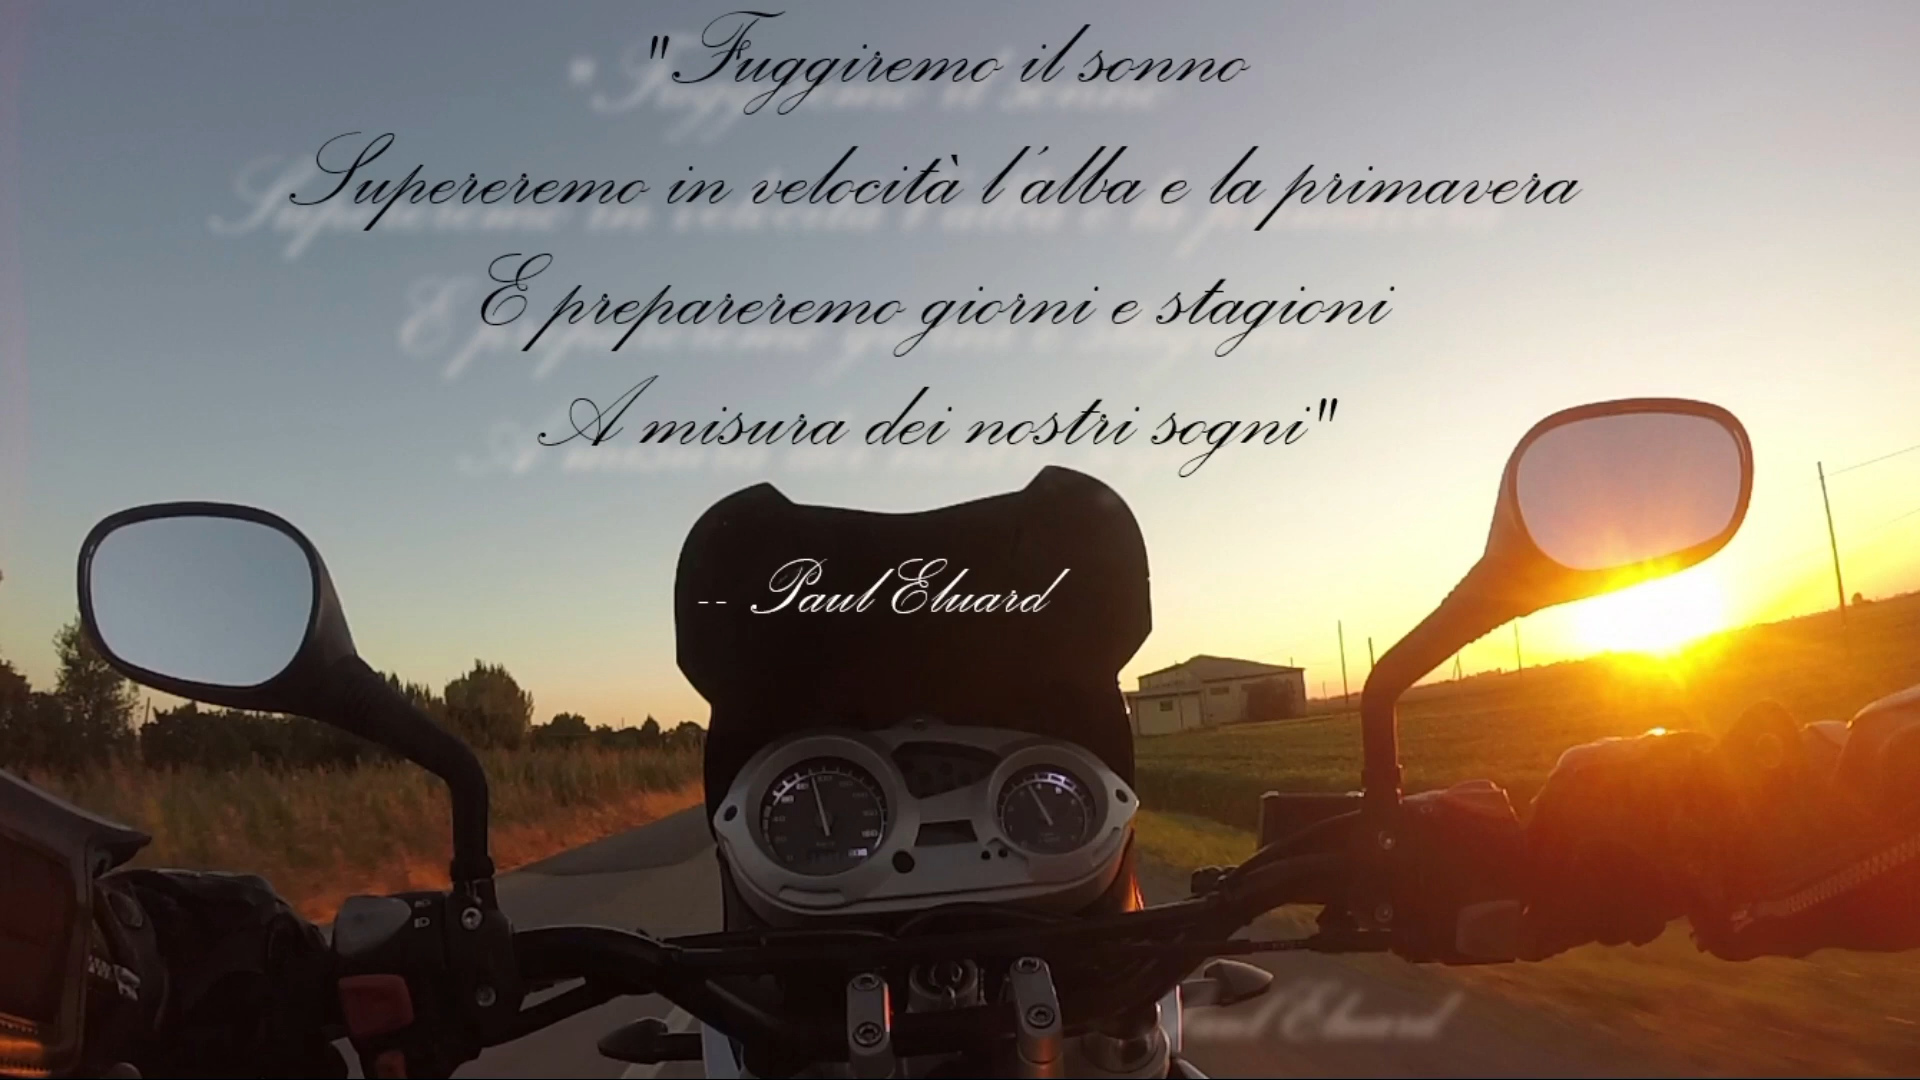 "Fuggiremo il sonno
Supereremo in velocità l'alba e la primavera
E prepareremo giorni e stagioni
A misura dei nostri sogni"
-- Paul Eluard